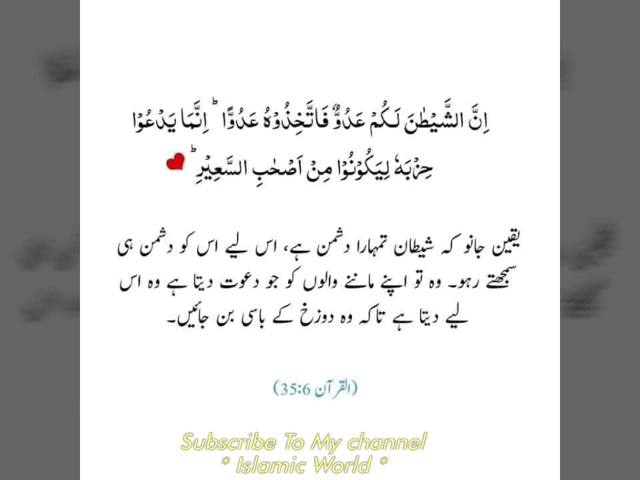 اِنَّ الشَّيْطٰنَ لَـكُمْ عَدُوٌّ فَاتَّخِذُوْهُ عَدُوًّا ؕ اِنَّمَا يَدْعُوْا
حِزْبَهٗ لِيَكُوْنُوْا مِنْ اَصْحٰبِ السَّعِيْرِ ؕ
یقین جانو کہ شیطان تمہارا دشمن ہے، اس لیے اس کو دشمن ہی
سمجھتے رہو۔ وہ تو اپنے ماننے والوں کو جو دعوت دیتا ہے وہ اس
لیے دیتا ہے تاکہ وہ دوزخ کے باسی بن جائیں۔
(القرآن 35:6)
Subscribe To My channel
* Islamic World *